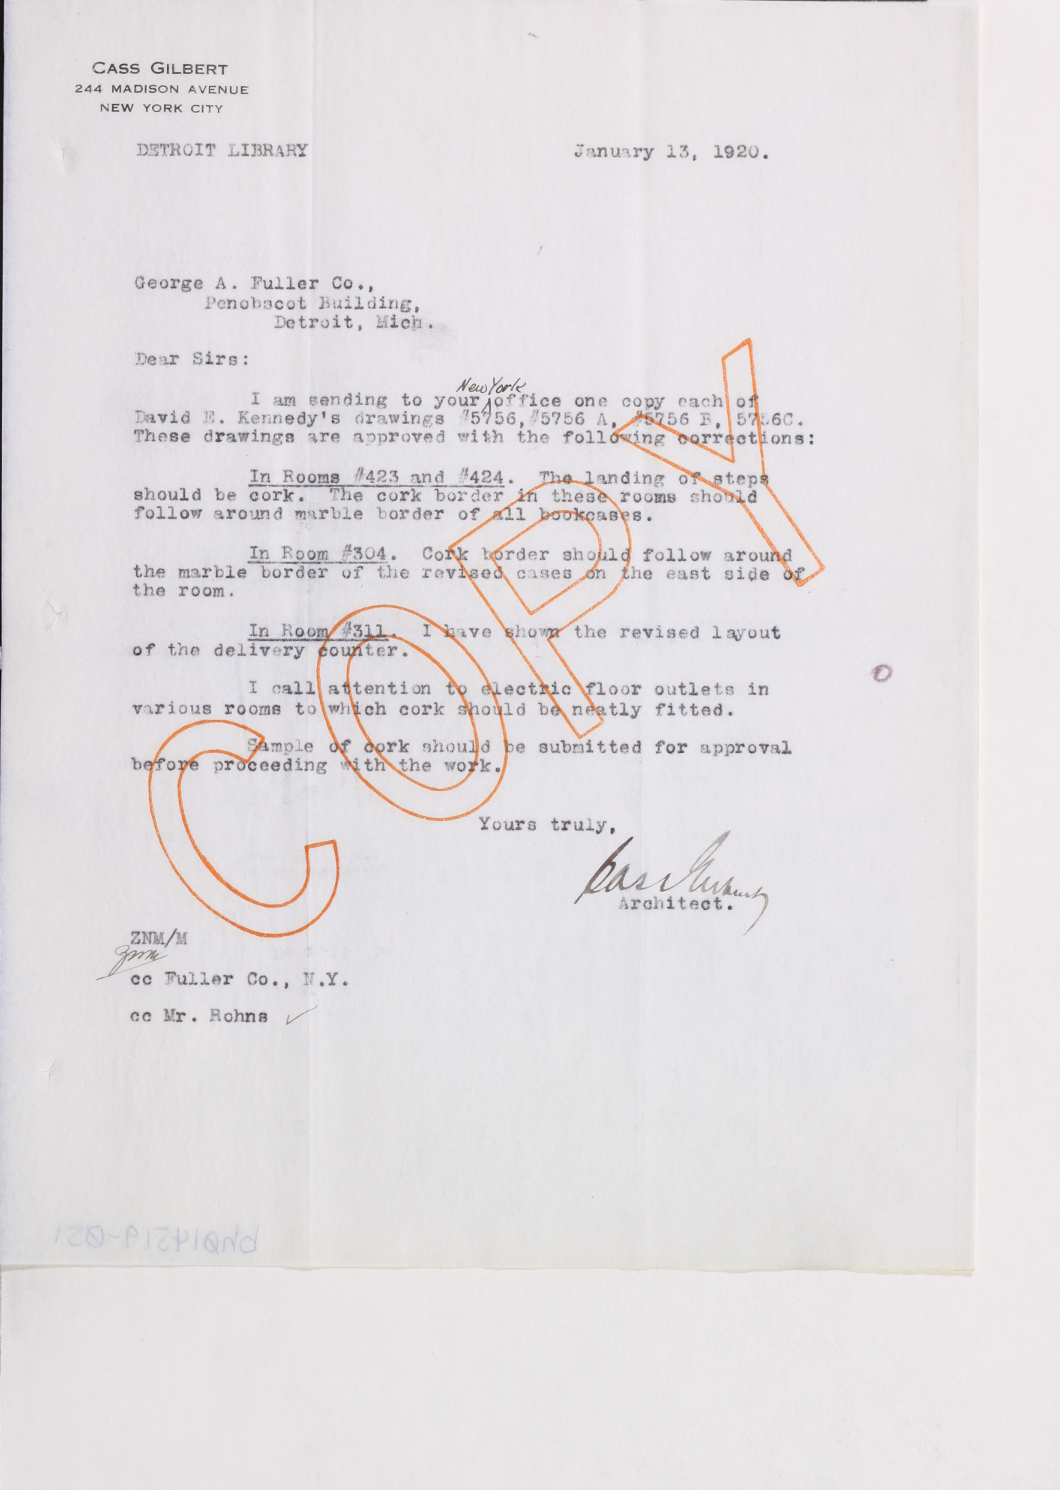 CASS GILBERT
244 MADISON AVENUE
NEW YORK CITY
DETROIT LIBRARY January 13, 1920.
George A. Fuller Co.,
Penobscot Building,
Detroit, Mich.
Dear Sirs:
New York
I am sending to your office one copy each of
David E. Kennedy's drawings #5756, #5756 A, #5756 B, 5756C.
These drawings are approved with the following corrections:
In Rooms #423 and #424. The landing of steps
should be cork. The cork border in these rooms should
follow around marble border of all bookcases.
In Room #304. Cork border should follow around
the marble border of the revised cases on the east side of
the room.
In Room #311. I have shown the revised layout
of the delivery counter.
I call attention to electric floor outlets in
various rooms to which cork should be neatly fitted.
Sample of cork should be submitted for approval
before proceeding with the work.
Yours truly,
Cass Gilbert
Architect.
ZNM/M
znm
cc Fuller Co., N.Y.
cc Mr. Rohns ✓
COPY
bh014219-021